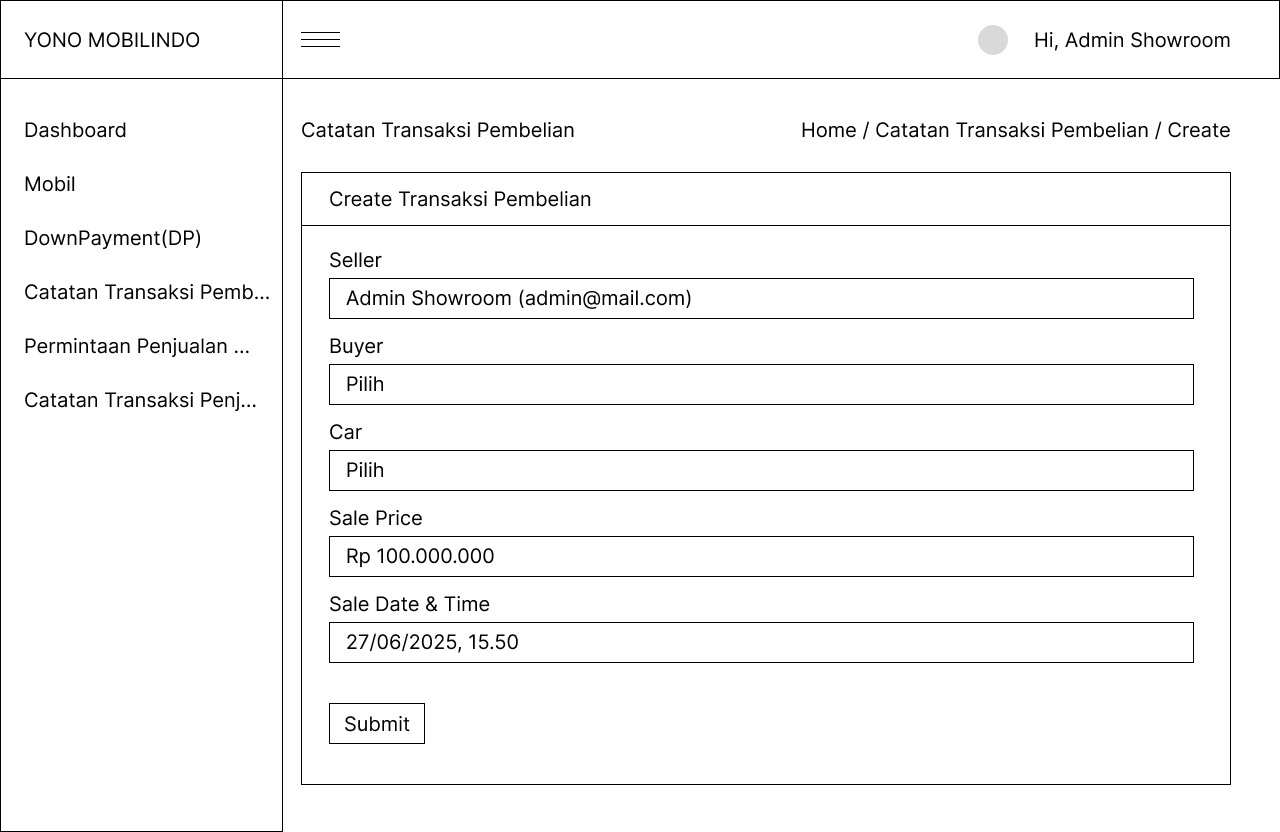 YONO MOBILINDO
Hi, Admin Showroom
Dashboard
Mobil
DownPayment(DP)
Catatan Transaksi Pemb...
Permintaan Penjualan ...
Catatan Transaksi Penj...
Catatan Transaksi Pembelian
Home / Catatan Transaksi Pembelian / Create
Create Transaksi Pembelian
Seller
Admin Showroom (admin@mail.com)
Buyer
Pilih
Car
Pilih
Sale Price
Rp 100.000.000
Sale Date & Time
27/06/2025, 15.50
Submit